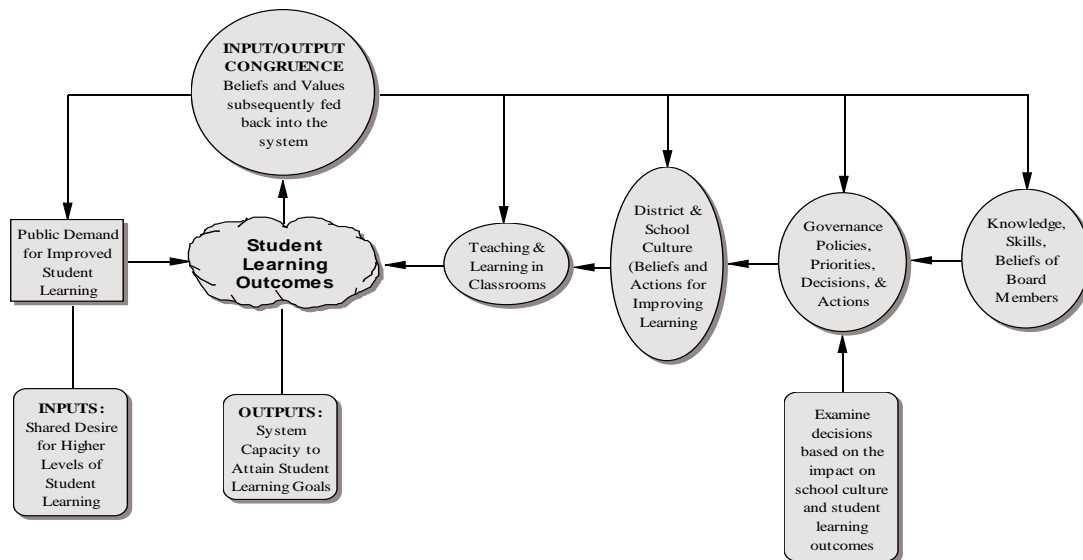 INPUT/OUTPUT
CONGRUENCE
Beliefs and Values
subsequently fed
back into the
system
Public Demand
for Improved
Student
Learning
Student
Learning
Outcomes
Teaching &
Learning in
Classrooms
District &
School
Culture
(Beliefs and
Actions for
Improving
Learning
Governance
Policies,
Priorities,
Decisions, &
Actions
Knowledge,
Skills,
Beliefs of
Board
Members
INPUTS:
Shared Desire
for Higher
Levels of
Student
Learning
OUTPUTS:
System
Capacity to
Attain Student
Learning Goals
Examine
decisions
based on the
impact on
school culture
and student
learning
outcomes